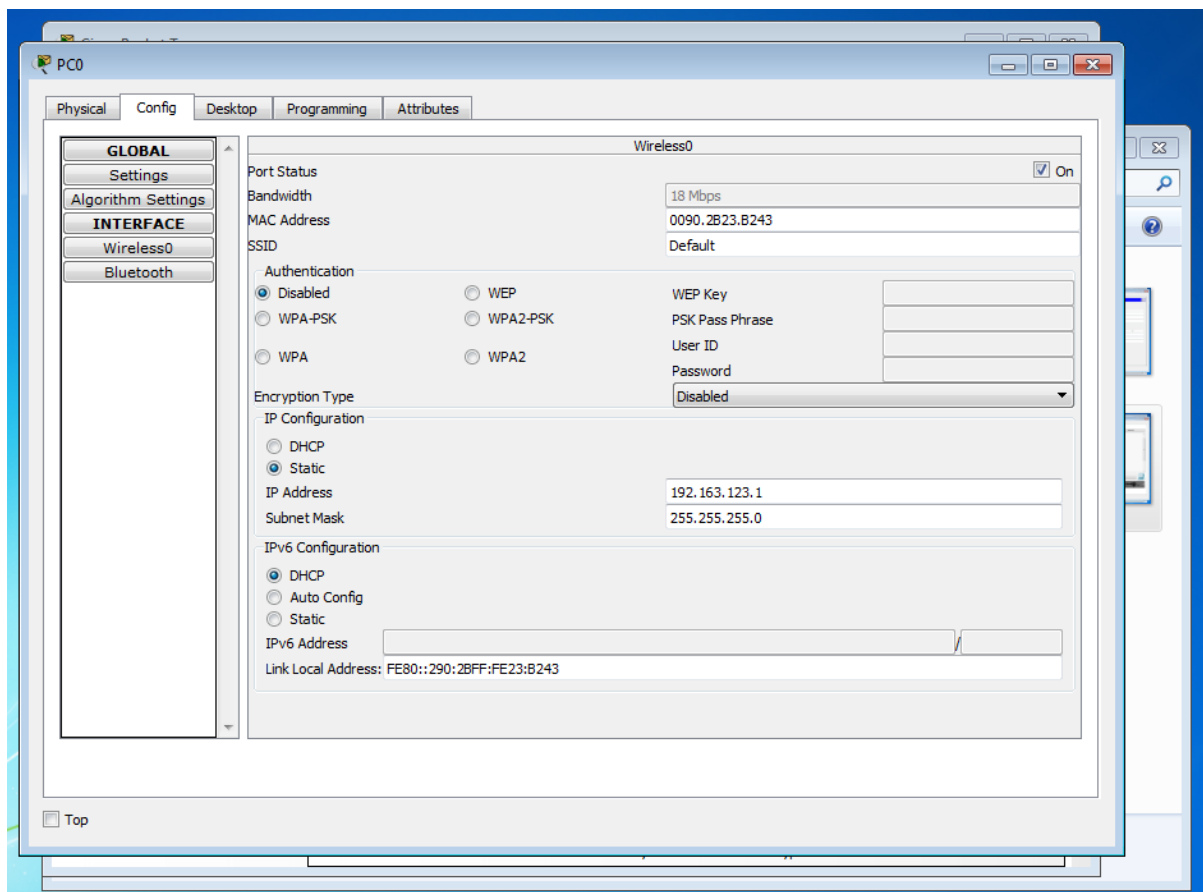 PC0
Physical Config Desktop Programming Attributes
GLOBAL
Settings
Algorithm Settings
INTERFACE
Wireless0
Bluetooth
Wireless0
Port Status On
Bandwidth 18 Mbps
MAC Address 0090.2B23.B243
SSID Default
Authentication
Disabled WEP WEP Key
WPA-PSK WPA2-PSK PSK Pass Phrase
User ID
WPA WPA2
Password
Encryption Type Disabled
IP Configuration
DHCP
Static
IP Address 192.163.123.1
Subnet Mask 255.255.255.0
IPv6 Configuration
DHCP
Auto Config
Static
IPv6 Address /
Link Local Address: FE80::290:2BFF:FE23:B243
Top